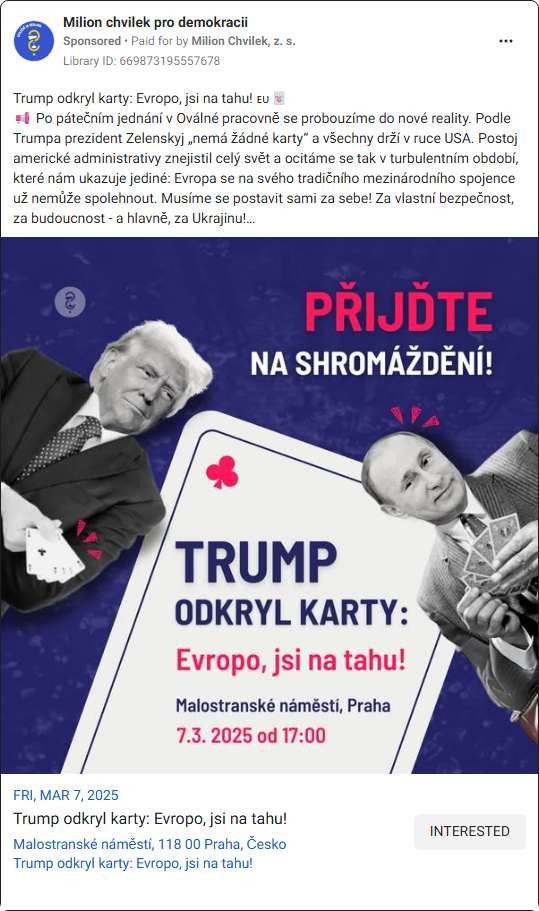 Milion chvilek pro demokracii
Sponsored • Paid for by Milion Chvilek, z. s.
Library ID: 669873195557678
Trump odkryl karty: Evropo, jsi na tahu! EU 🃏
📢 Po pátečním jednání v Oválné pracovně se probouzíme do nové reality. Podle
Trumpa prezident Zelenskyj „nemá žádné karty“ a všechny drží v ruce USA. Postoj
americké administrativy znejistil celý svět a ocitáme se tak v turbulentním období,
které nám ukazuje jediné: Evropa se na svého tradičního mezinárodního spojence
už nemůže spolehnout. Musíme se postavit sami za sebe! Za vlastní bezpečnost,
za budoucnost - a hlavně, za Ukrajinu!...
PŘIJĎTE
NA SHROMÁŽDĚNÍ!
TRUMP
ODKRYL KARTY:
Evropo, jsi na tahu!
Malostranské náměstí, Praha
7.3. 2025 od 17:00
FRI, MAR 7, 2025
Trump odkryl karty: Evropo, jsi na tahu!
Malostranské náměstí, 118 00 Praha, Česko
Trump odkryl karty: Evropo, jsi na tahu!
INTERESTED